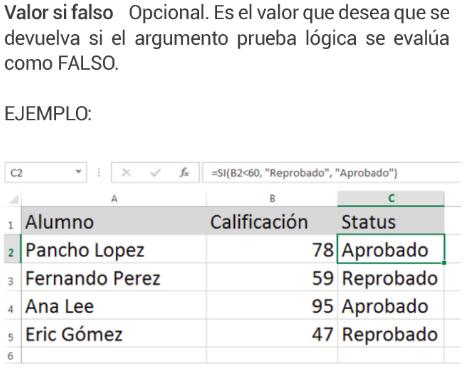 Valor si falso Opcional. Es el valor que desea que se
devuelva si el argumento prueba lógica se evalúa
como FALSO.
EJEMPLO:
C2 fx =SI(B2<60, "Reprobado", "Aprobado")
A B C
1 Alumno Calificación Status
2 Pancho Lopez 78 Aprobado
3 Fernando Perez 59 Reprobado
4 Ana Lee 95 Aprobado
5 Eric Gómez 47 Reprobado
6